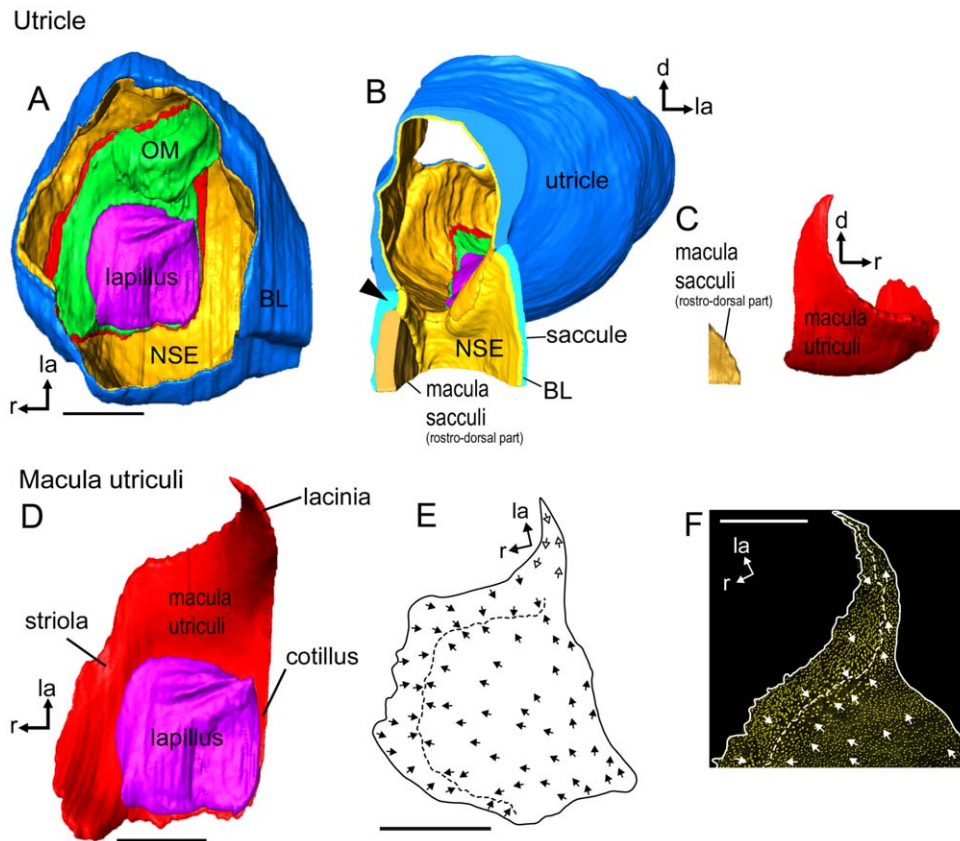 Utricle
A
OM
lapillus
BL
NSE
la
r
B
d
la
utricle
saccule
NSE
BL
macula
sacculi
(rostro-dorsal part)
C
d
r
macula
sacculi
(rostro-dorsal part)
macula
utriculi
Macula utriculi
D
lacinia
macula
utriculi
striola
cotillus
la
r
lapillus
E
la
r
F
la
r